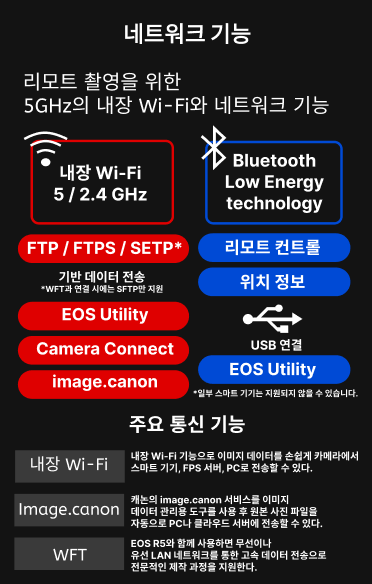 네트워크 기능
리모트 촬영을 위한
5GHz의 내장 Wi-Fi와 네트워크 기능
내장 Wi-Fi
5 / 2.4 GHz
FTP / FTPS / SETP*
기반 데이터 전송
*WFT과 연결 시에는 SFTP만 지원
EOS Utility
Camera Connect
image.canon
Bluetooth
Low Energy
technology
리모트 컨트롤
위치 정보
USB 연결
EOS Utility
*일부 스마트 기기는 지원되지 않을 수 있습니다.
주요 통신 기능
내장 Wi-Fi
내장 Wi-Fi 기능으로 이미지 데이터를 손쉽게 카메라에서
스마트 기기, FPS 서버, PC로 전송할 수 있다.
Image.canon
캐논의 image.canon 서비스를 이미지
데이터 관리용 도구를 사용 후 원본 사진 파일을
자동으로 PC나 클라우드 서버에 전송할 수 있다.
WFT
EOS R5와 함께 사용하면 무선이나
유선 LAN 네트워크를 통한 고속 데이터 전송으로
전문적인 제작 과정을 지원한다.